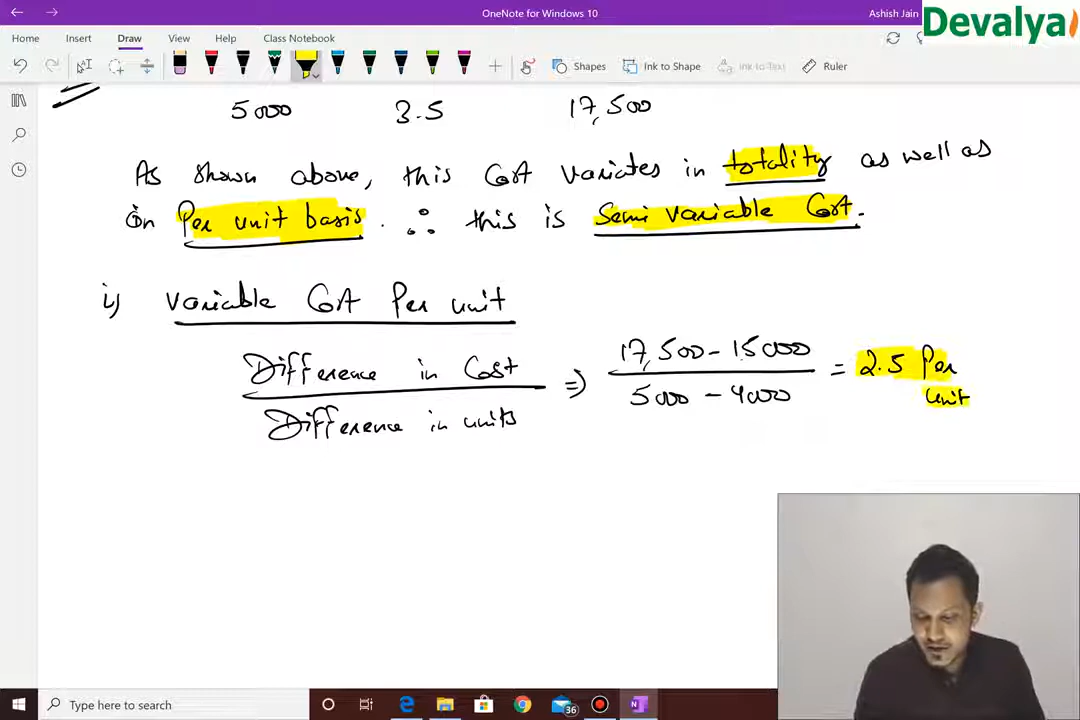 OneNote for Windows 10
Ashish Jain
Devalya
Home Insert Draw View Help Class Notebook
Shapes Ink to Shape Ink to Text Ruler
5000 3.5 17,500
As shown above, this Cost variates in totality as well as
on Per unit basis. ∴ this is Semi variable Cost.
i) Variable Cost Per unit
Difference in Cost
Difference in units
⇒
17,500 - 15000
5000 - 4000
= 2.5 Per
unit
Type here to search
36
N